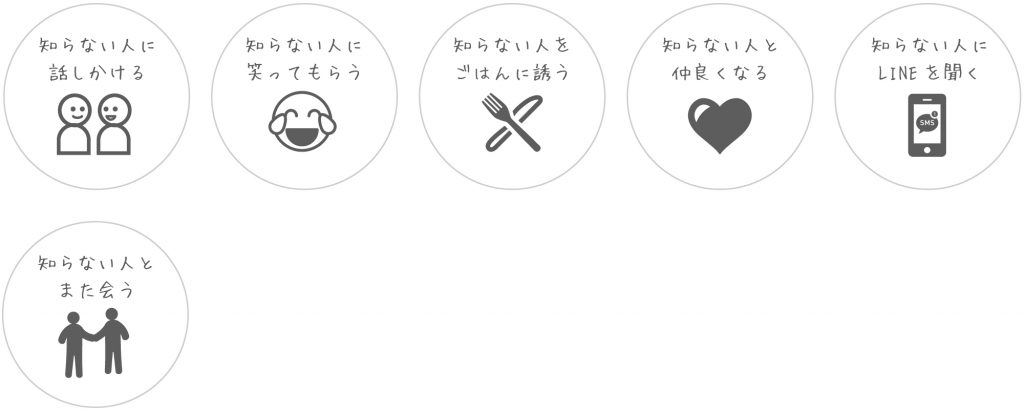 知らない人に
話しかける
知らない人に
笑ってもらう
知らない人を
ごはんに誘う
知らない人と
仲良くなる
知らない人に
LINEを聞く
SMS
1
知らない人と
また会う